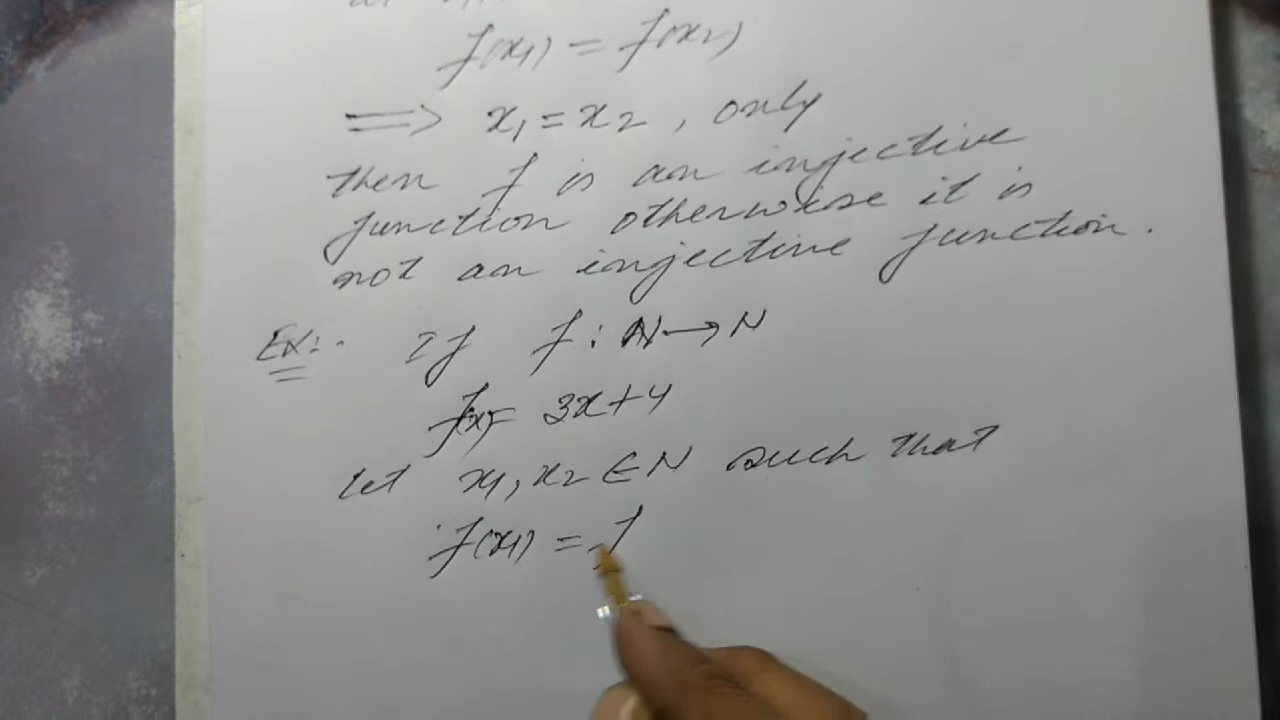 f(x1) = f(x2)
=> x1 = x2 , only
then f is an injective
function otherwise it is
not an injective function.
Ex:- If f : N → N
f(x) = 3x+4
let x1, x2 ∈ N such that
f(x1) = f